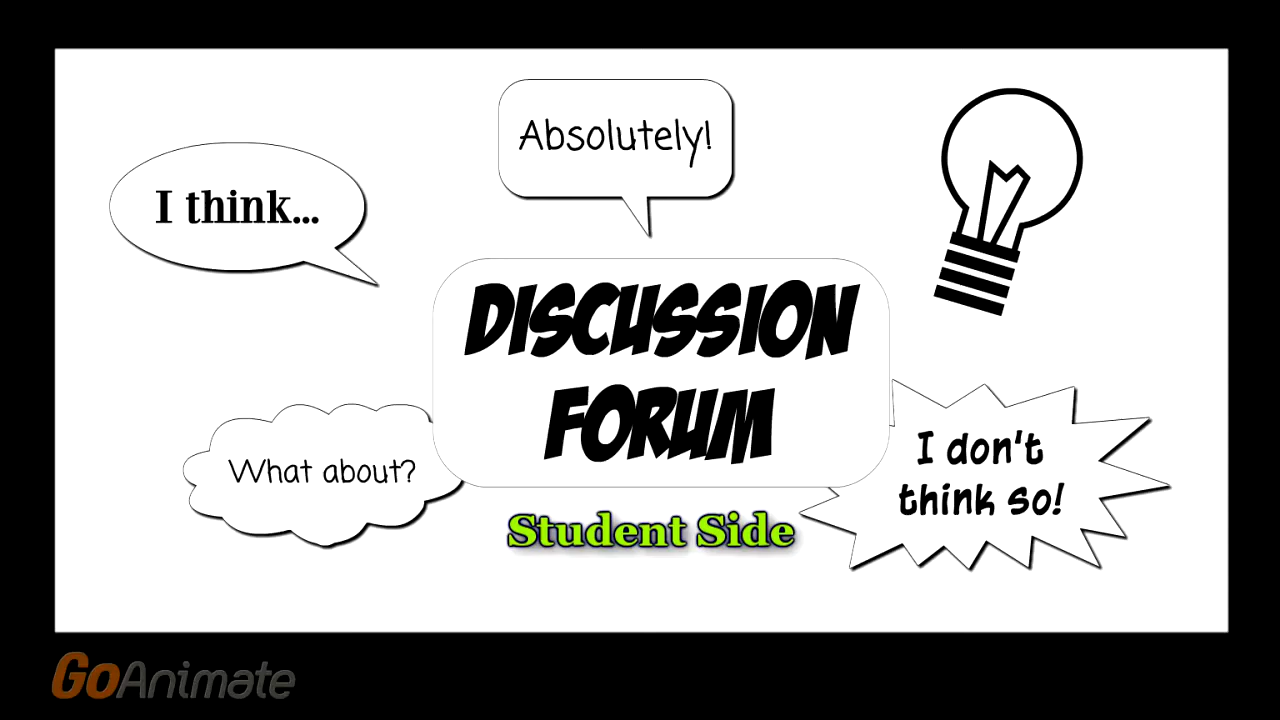 Absolutely!
I think...
DISCUSSION
FORUM
What about?
I don't
think so!
Student Side
GoAnimate